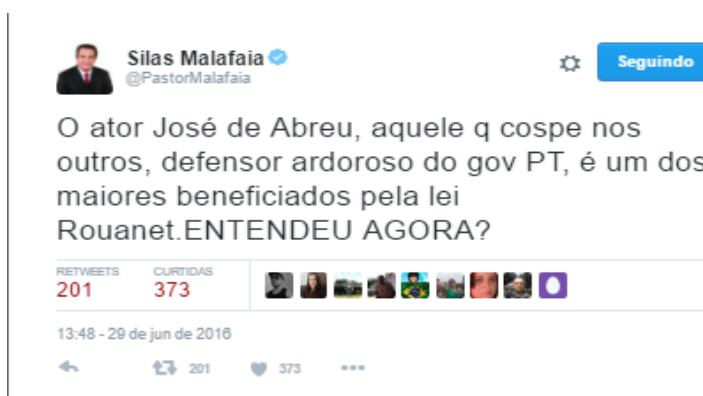 Silas Malafaia
@PastorMalafaia
Seguindo
O ator José de Abreu, aquele q cospe nos
outros, defensor ardoroso do gov PT, é um dos
maiores beneficiados pela lei
Rouanet.ENTENDEU AGORA?
RETWEETS CURTIDAS
201 373
13:48 - 29 de jun de 2016
201 373